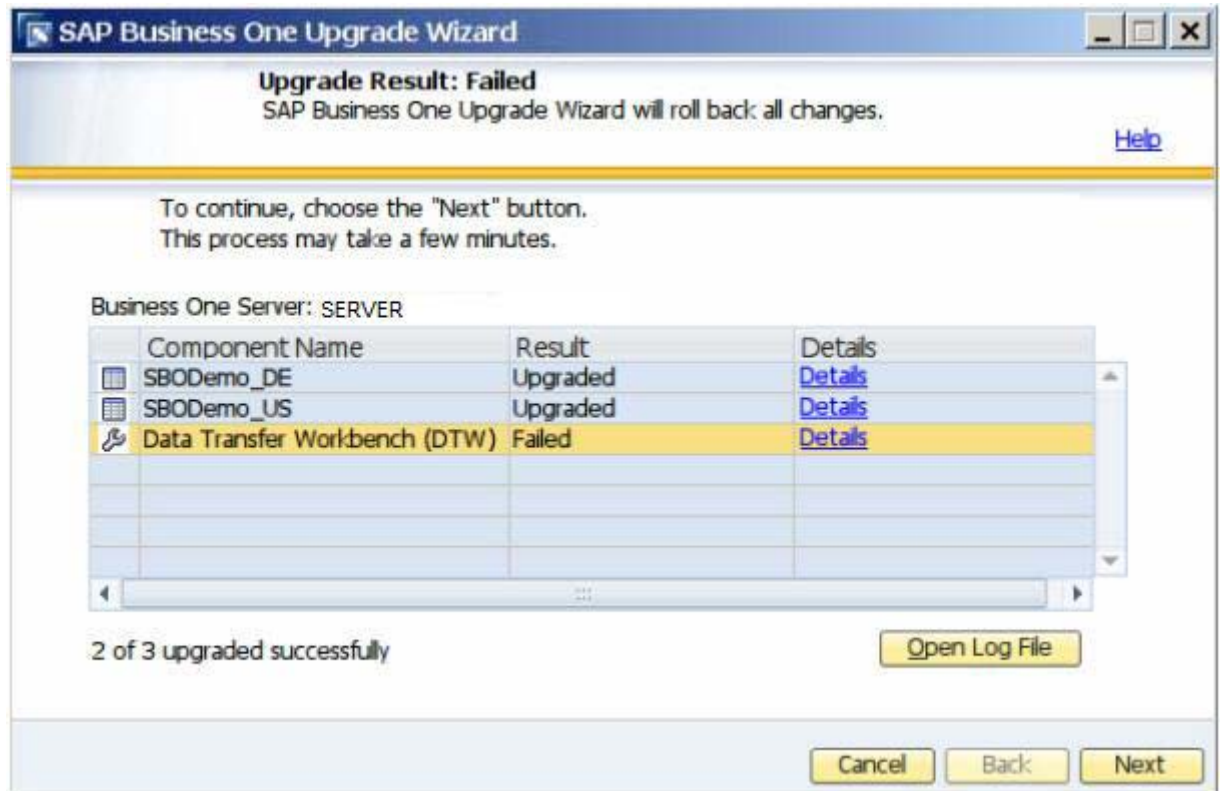 SAP Business One Upgrade Wizard
Upgrade Result: Failed
SAP Business One Upgrade Wizard will roll back all changes.
Help
To continue, choose the "Next" button.
This process may take a few minutes.
Business One Server: SERVER
Component Name Result Details
SBODemo_DE Upgraded Details
SBODemo_US Upgraded Details
Data Transfer Workbench (DTW) Failed Details
2 of 3 upgraded successfully
Open Log File
Cancel Back Next